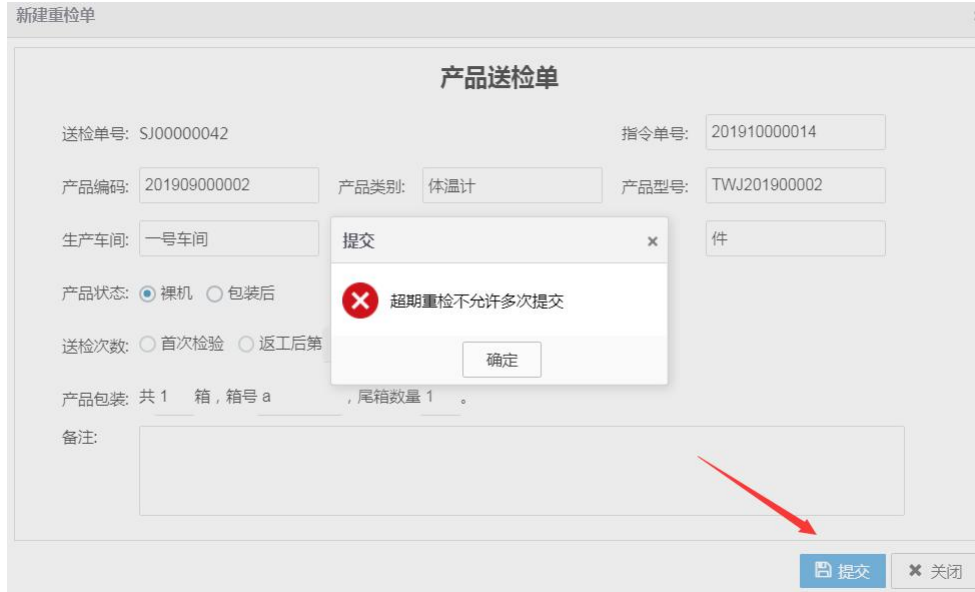 新建重检单
产品送检单
送检单号: SJ00000042 指令单号: 201910000014
产品编码: 201909000002 产品类别: 体温计 产品型号: TWJ201900002
生产车间: 一号车间 件
提交 ×
产品状态: 裸机 包装后
超期重检不允许多次提交
送检次数: 首次检验 返工后第
确定
产品包装: 共 1 箱，箱号 a ，尾箱数量 1 。
备注:
提交 关闭